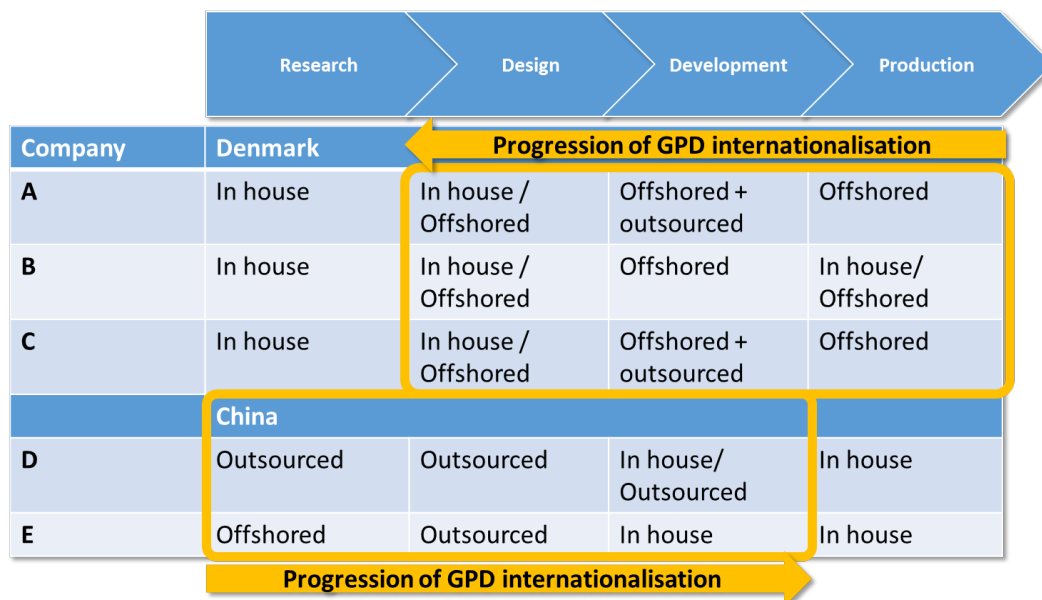 Research
Design
Development
Production
Company
Denmark
Progression of GPD internationalisation
A
In house
In house /
Offshored
Offshored +
outsourced
Offshored
B
In house
In house /
Offshored
Offshored
In house/
Offshored
C
In house
In house /
Offshored
Offshored +
outsourced
Offshored
China
D
Outsourced
Outsourced
In house/
Outsourced
In house
E
Offshored
Outsourced
In house
In house
Progression of GPD internationalisation